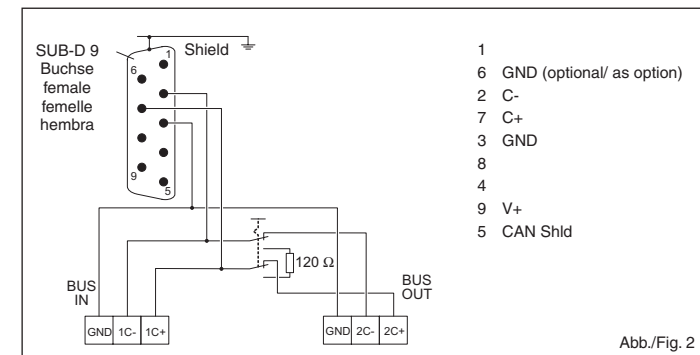 SUB-D 9
Buchse
female
femelle
hembra
Shield
1
6
9
5
1
6 GND (optional/ as option)
2 C-
7 C+
3 GND
8
4
9 V+
5 CAN Shld
120 Ω
BUS
IN
BUS
OUT
GND 1C- 1C+
GND 2C- 2C+
Abb./Fig. 2